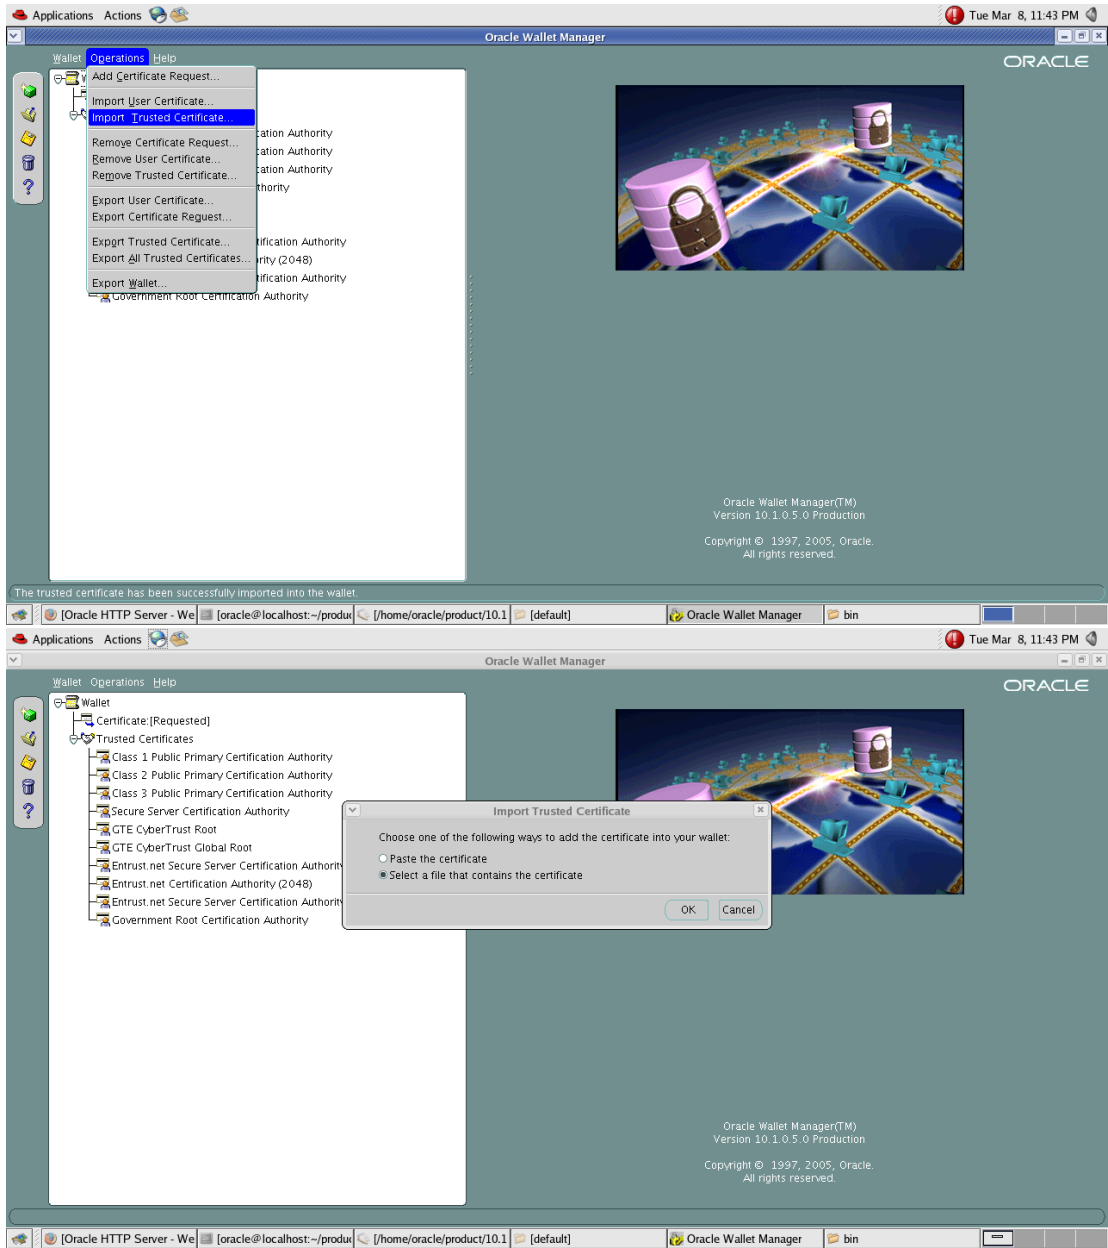 Applications Actions Tue Mar 8, 11:43 PM
Oracle Wallet Manager
Wallet Operations Help
ORACLE
Add Certificate Request...
Import User Certificate...
Import Trusted Certificate...
Remove Certificate Request...
Remove User Certificate...
Remove Trusted Certificate...
Export User Certificate...
Export Certificate Request...
Export Trusted Certificate...
Export All Trusted Certificates...
Export Wallet...
cation Authority
cation Authority
cation Authority
thority
tification Authority
ority (2048)
tification Authority
Government Root Certification Authority
Oracle Wallet Manager(TM)
Version 10.1.0.5.0 Production
Copyright © 1997, 2005, Oracle.
All rights reserved.
The trusted certificate has been successfully imported into the wallet.
[Oracle HTTP Server - We [oracle@localhost:~/produc [/home/oracle/product/10.1 [default] Oracle Wallet Manager bin
Applications Actions Tue Mar 8, 11:43 PM
Oracle Wallet Manager
Wallet Operations Help
ORACLE
Wallet
Certificate:[Requested]
Trusted Certificates
Class 1 Public Primary Certification Authority
Class 2 Public Primary Certification Authority
Class 3 Public Primary Certification Authority
Secure Server Certification Authority
GTE CyberTrust Root
GTE CyberTrust Global Root
Entrust.net Secure Server Certification Authority
Entrust.net Certification Authority (2048)
Entrust.net Secure Server Certification Authority
Government Root Certification Authority
Import Trusted Certificate
Choose one of the following ways to add the certificate into your wallet:
Paste the certificate
Select a file that contains the certificate
OK Cancel
Oracle Wallet Manager(TM)
Version 10.1.0.5.0 Production
Copyright © 1997, 2005, Oracle.
All rights reserved.
[Oracle HTTP Server - We [oracle@localhost:~/produc [/home/oracle/product/10.1 [default] Oracle Wallet Manager bin